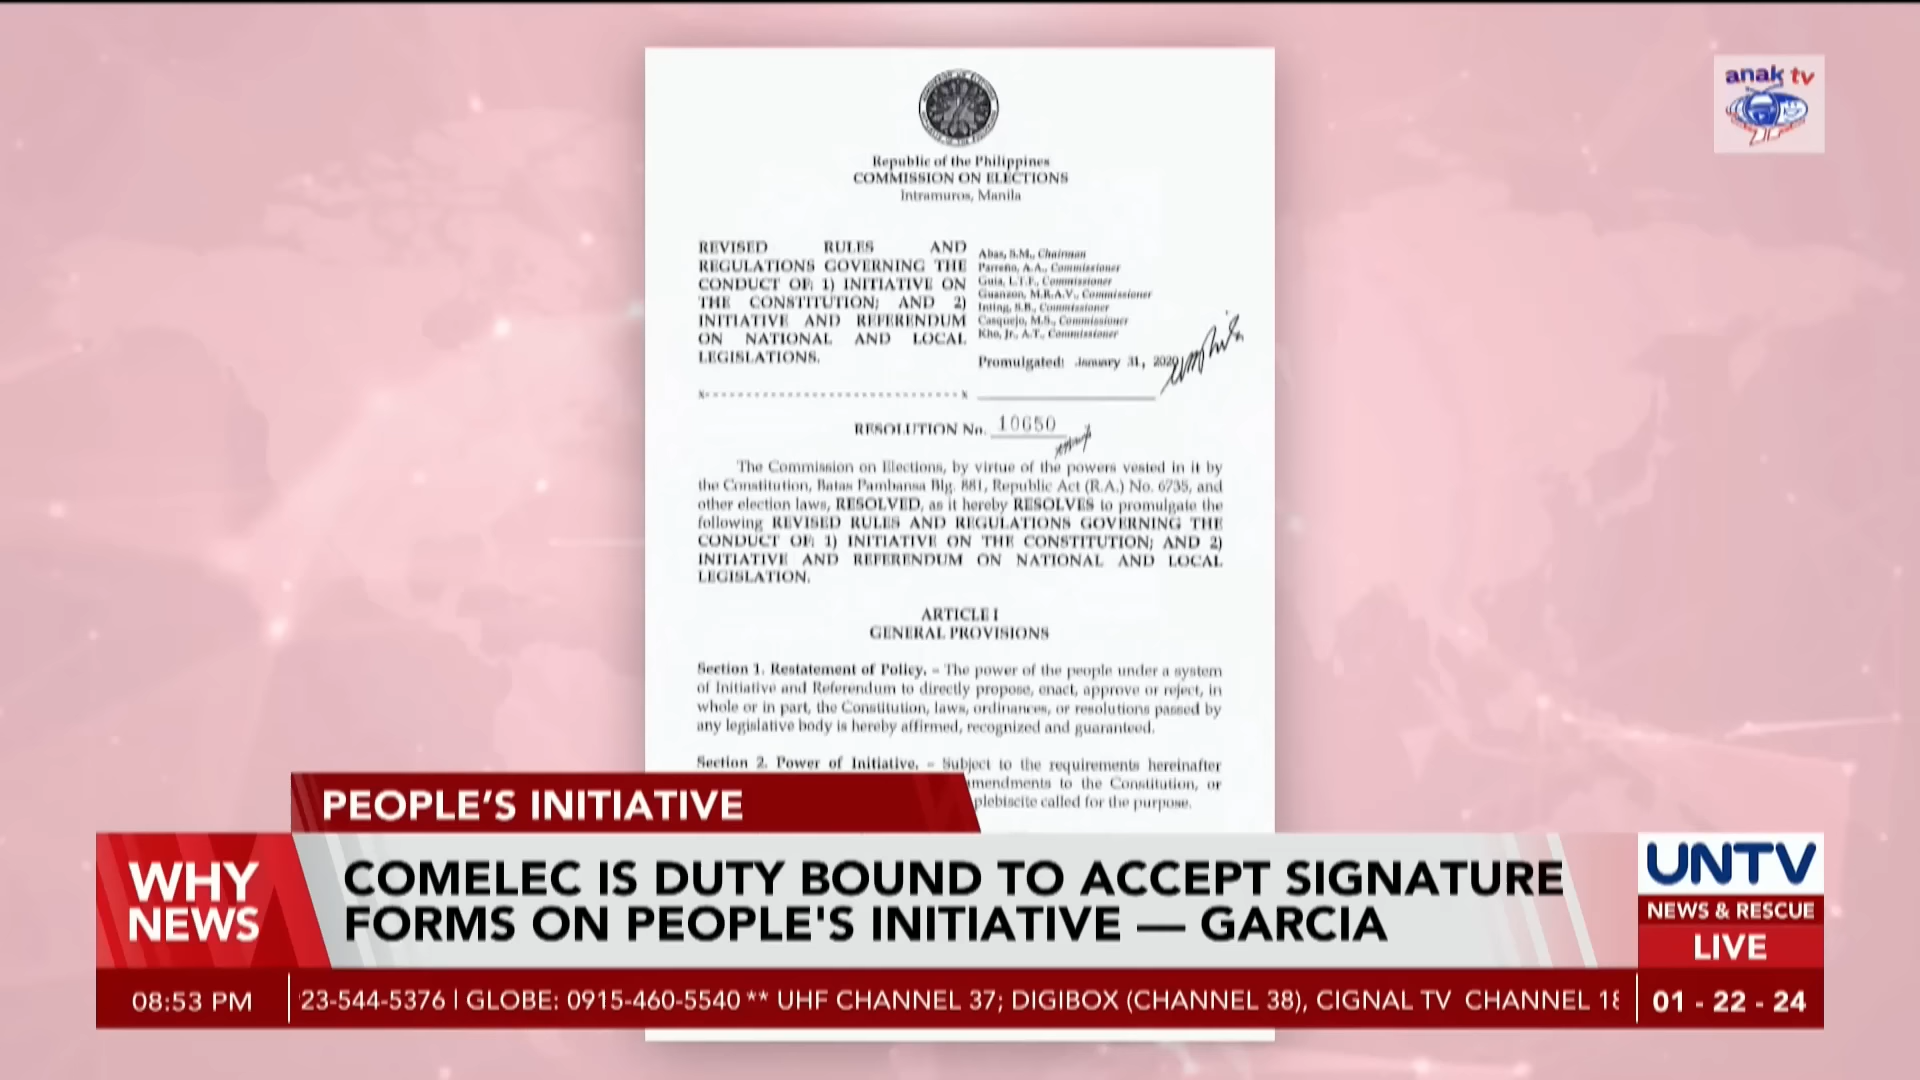 anak tv
Republic of the Philippines
COMMISSION ON ELECTIONS
Intramuros, Manila
REVISED RULES AND
REGULATIONS GOVERNING THE
CONDUCT OF: 1) INITIATIVE ON
THE CONSTITUTION; AND 2)
INITIATIVE AND REFERENDUM
ON NATIONAL AND LOCAL
LEGISLATIONS.
Abas, S.M., Chairman
Parreño, A.A., Commissioner
Guia, L.T.F., Commissioner
Guanzon, M.R.A.V., Commissioner
Inting, S.B., Commissioner
Casquejo, M.S., Commissioner
Kho, Jr., A.T., Commissioner
Promulgated: January 31, 2020
x------------------------------x
RESOLUTION No. 10650
The Commission on Elections, by virtue of the powers vested in it by
the Constitution, Batas Pambansa Blg. 881, Republic Act (R.A.) No. 6735, and
other election laws, RESOLVED, as it hereby RESOLVES to promulgate the
following REVISED RULES AND REGULATIONS GOVERNING THE
CONDUCT OF: 1) INITIATIVE ON THE CONSTITUTION; AND 2)
INITIATIVE AND REFERENDUM ON NATIONAL AND LOCAL
LEGISLATION.
ARTICLE I
GENERAL PROVISIONS
Section 1. Restatement of Policy. – The power of the people under a system
of Initiative and Referendum to directly propose, enact, approve or reject, in
whole or in part, the Constitution, laws, ordinances, or resolutions passed by
any legislative body is hereby affirmed, recognized and guaranteed.
Section 2. Power of Initiative. – Subject to the requirements hereinafter
mendments to the Constitution, or
plebiscite called for the purpose.
PEOPLE'S INITIATIVE
WHY
NEWS
COMELEC IS DUTY BOUND TO ACCEPT SIGNATURE
FORMS ON PEOPLE'S INITIATIVE — GARCIA
UNTV
NEWS & RESCUE
LIVE
08:53 PM
23-544-5376 | GLOBE: 0915-460-5540 ** UHF CHANNEL 37; DIGIBOX (CHANNEL 38), CIGNAL TV CHANNEL 18
01 - 22 - 24